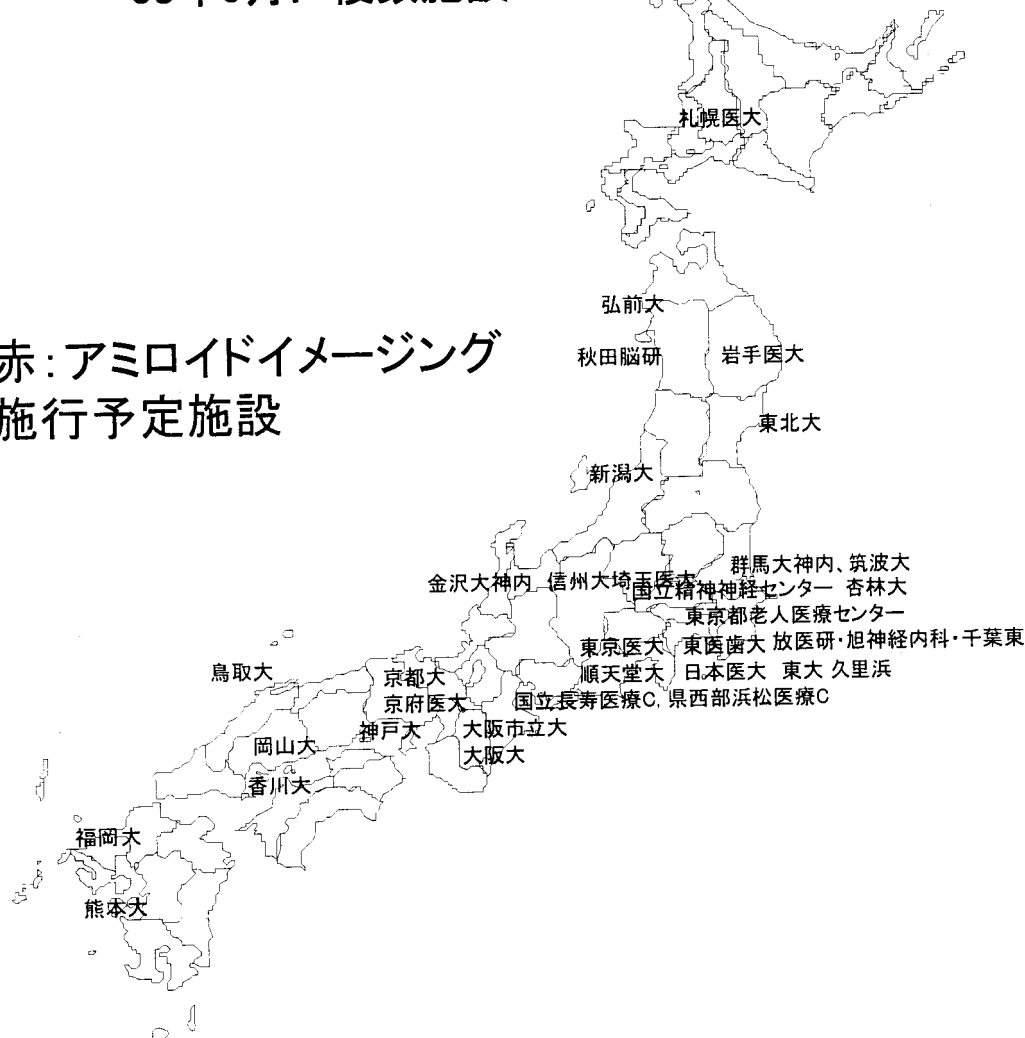 札幌医大
弘前大
秋田脳研 岩手医大
赤：アミロイドイメージング
施行予定施設
東北大
新潟大
群馬大神内、筑波大
金沢大神内 信州大 埼玉医大
国立精神神経センター 杏林大
東京都老人医療センター
東京医大 東医歯大 放医研・旭神経内科・千葉東
鳥取大 京都大 順天堂大 日本医大 東大 久里浜
京府医大 国立長寿医療C, 県西部浜松医療C
神戸大 大阪市立大
岡山大 大阪大
香川大
福岡大
熊本大